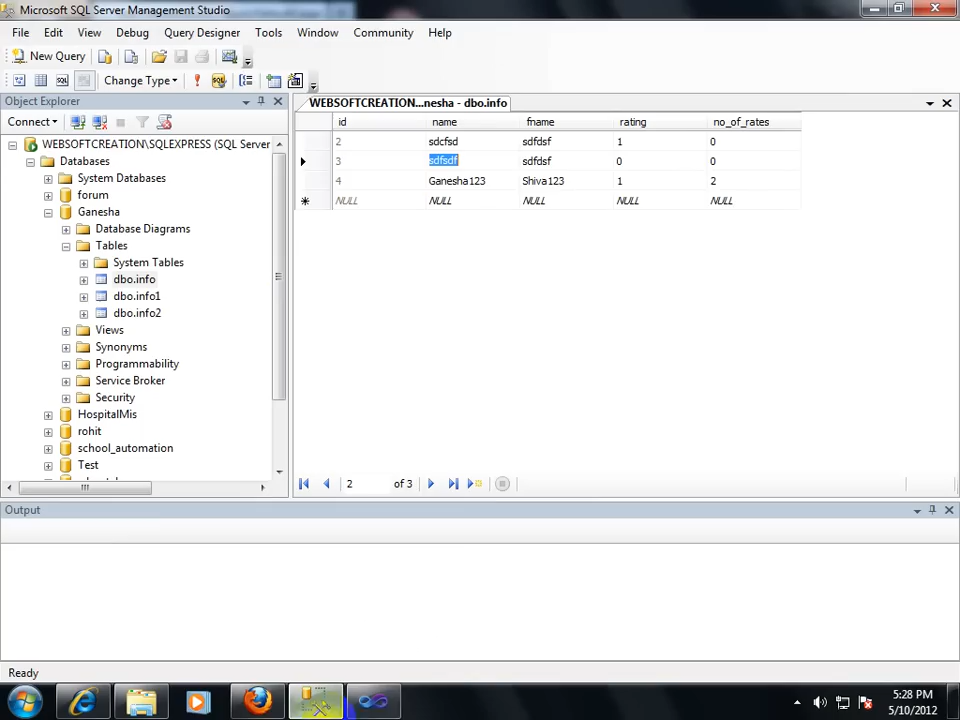 Microsoft SQL Server Management Studio
File Edit View Debug Query Designer Tools Window Community Help
New Query
Change Type
Object Explorer
WEBSOFTCREATION...nesha - dbo.info
Connect
WEBSOFTCREATION\SQLEXPRESS (SQL Server
Databases
System Databases
forum
Ganesha
Database Diagrams
Tables
System Tables
dbo.info
dbo.info1
dbo.info2
Views
Synonyms
Programmability
Service Broker
Security
HospitalMis
rohit
school_automation
Test
id name fname rating no_of_rates
2 sdcfsd sdfdsf 1 0
3 sdfsdf sdfdsf 0 0
4 Ganesha123 Shiva123 1 2
NULL NULL NULL NULL NULL
2 of 3
Output
Ready
5:28 PM
5/10/2012